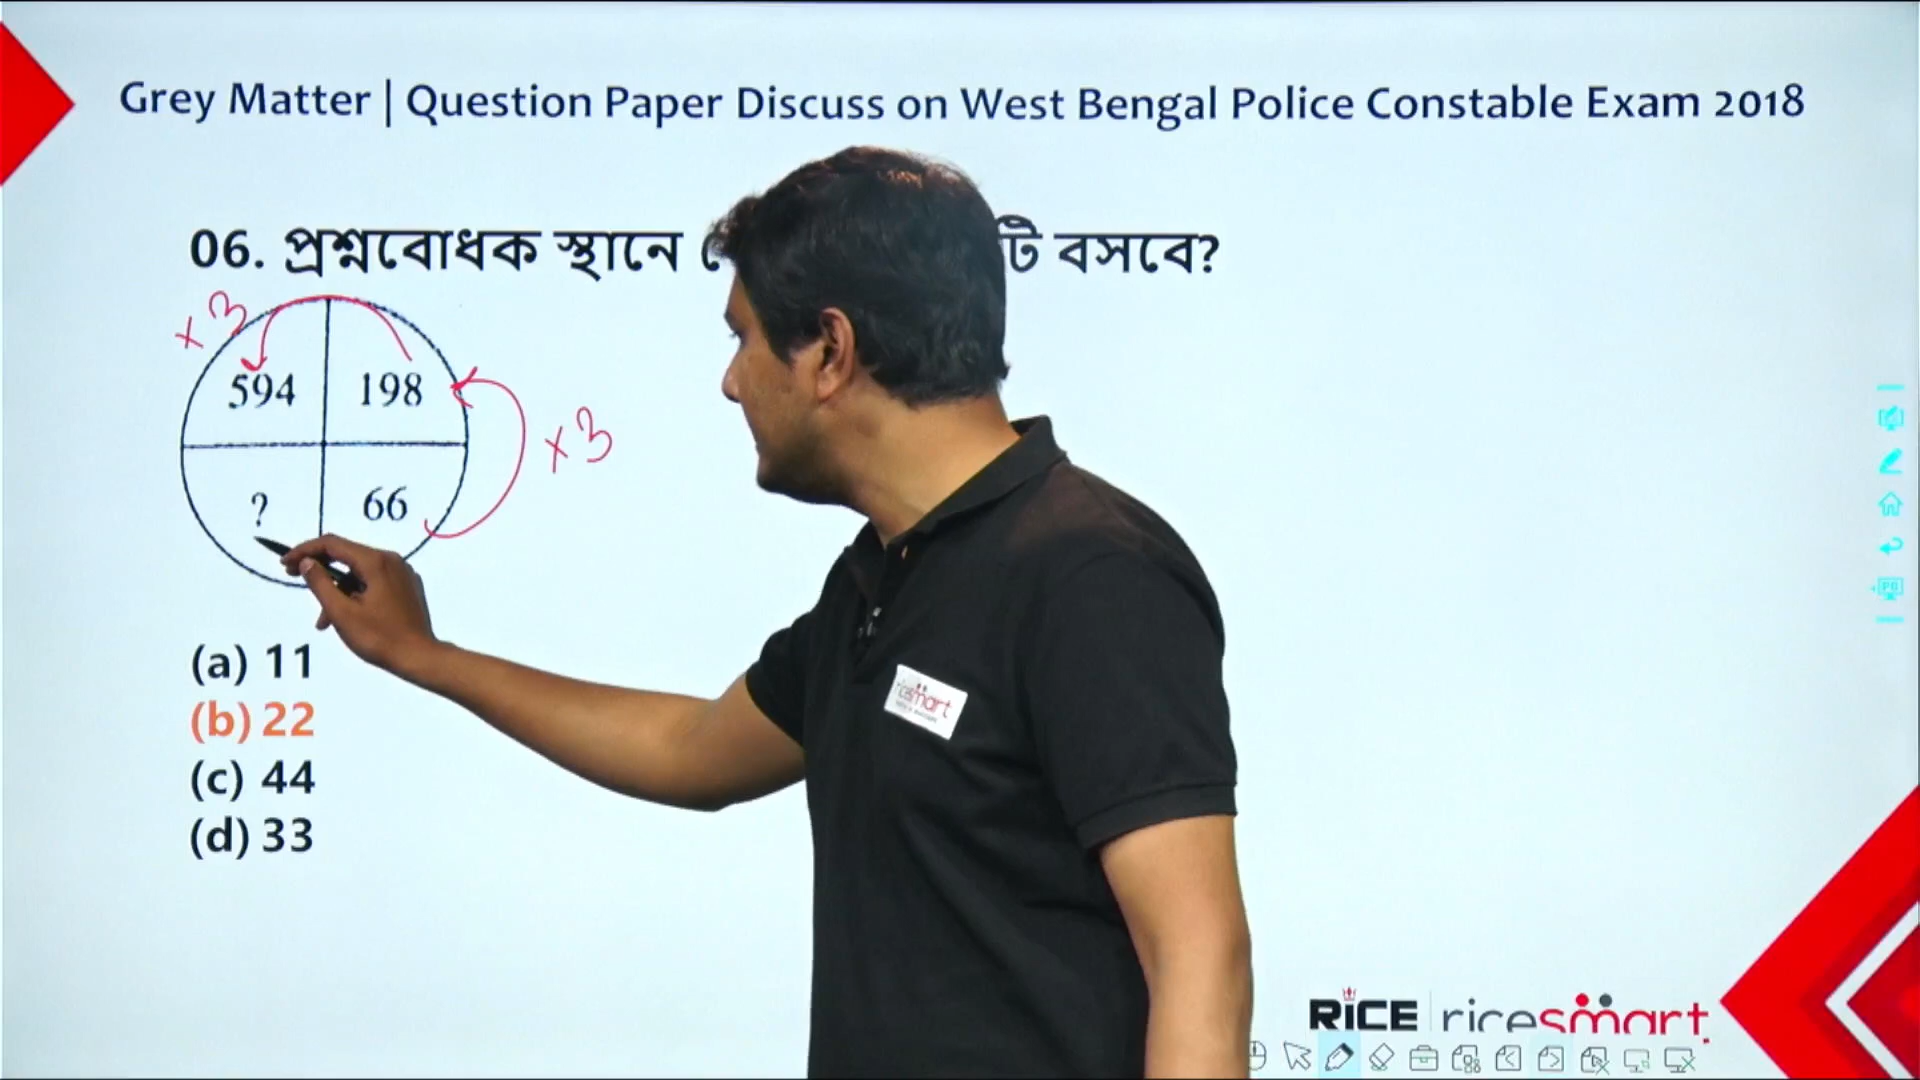 Grey Matter | Question Paper Discuss on West Bengal Police Constable Exam 2018
06. প্রশ্নবোধক স্থানে টি বসবে?
×3
594 198
×3
? 66
(a) 11
(b) 22
(c) 44
(d) 33
ricesmart
RICE ricesmart